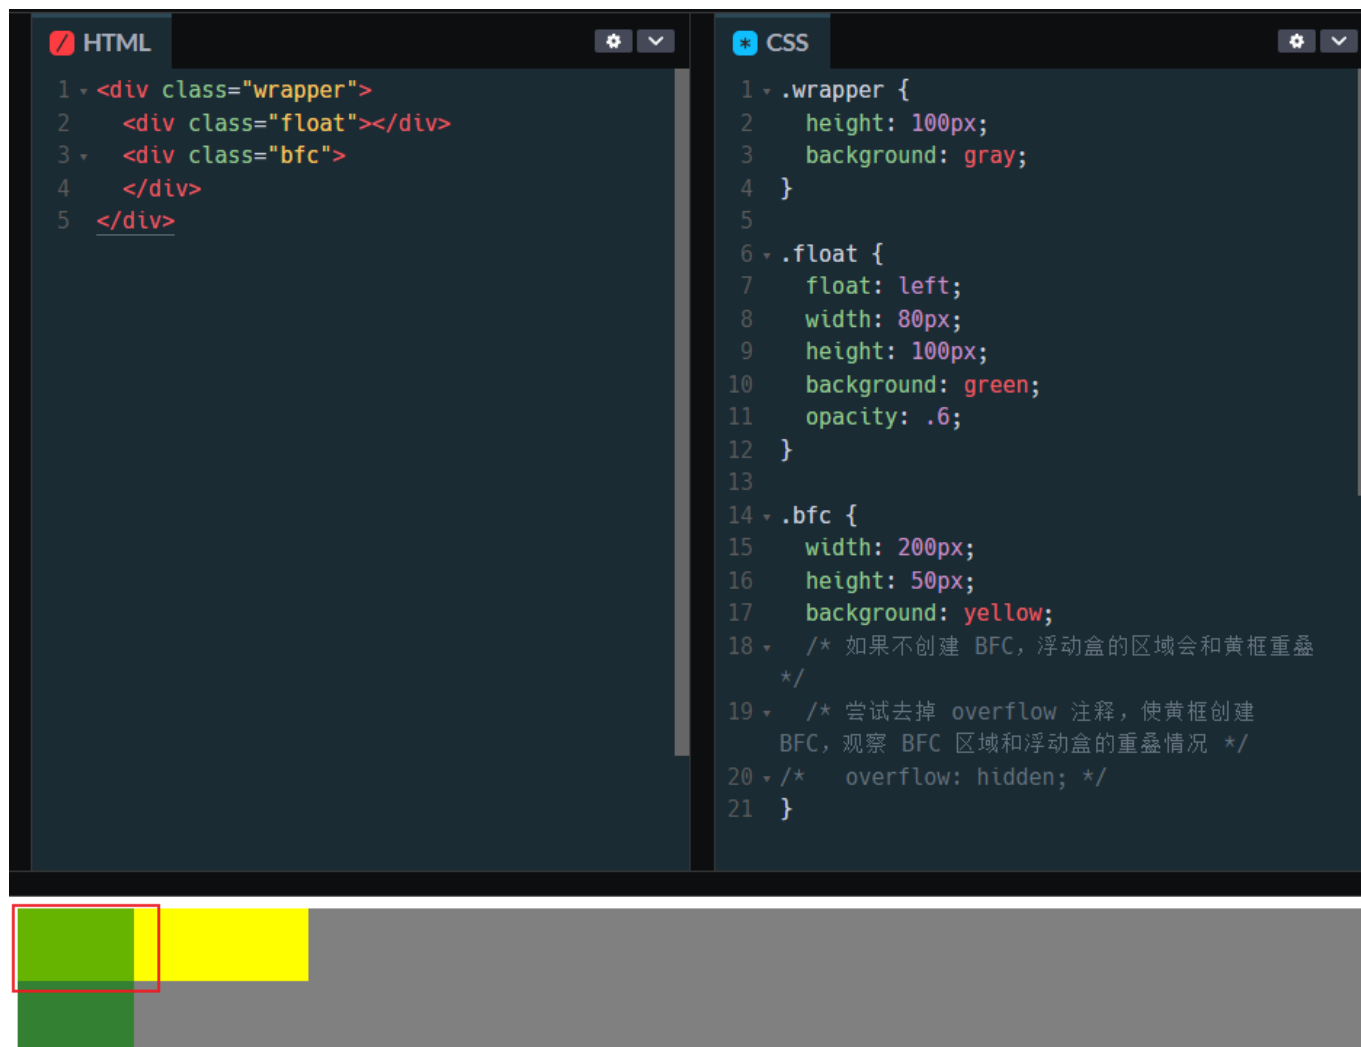 HTML
1 <div class="wrapper">
2 <div class="float"></div>
3 <div class="bfc">
4 </div>
5 </div>
* CSS
1 .wrapper {
2 height: 100px;
3 background: gray;
4 }
5
6 .float {
7 float: left;
8 width: 80px;
9 height: 100px;
10 background: green;
11 opacity: .6;
12 }
13
14 .bfc {
15 width: 200px;
16 height: 50px;
17 background: yellow;
18 /* 如果不创建 BFC，浮动盒的区域会和黄框重叠
*/
19 /* 尝试去掉 overflow 注释，使黄框创建
BFC，观察 BFC 区域和浮动盒的重叠情况 */
20 /* overflow: hidden; */
21 }